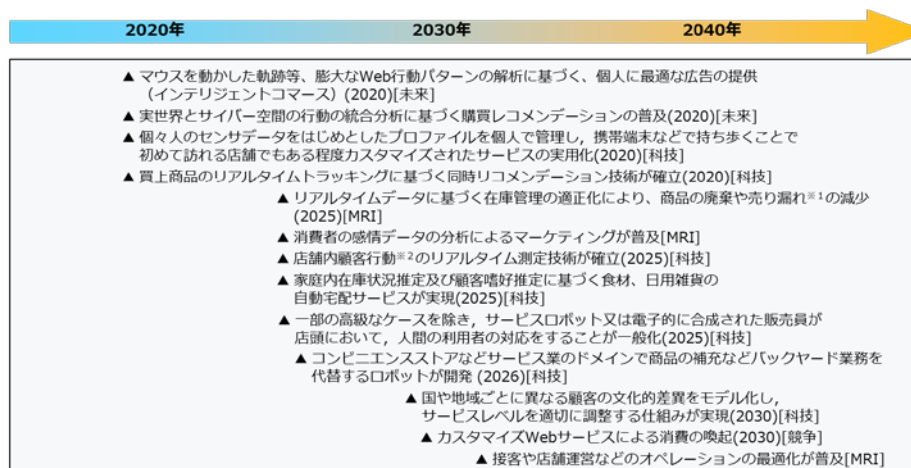 2020年 2030年 2040年
▲ マウスを動かした軌跡等、膨大なWeb行動パターンの解析に基づく、個人に最適な広告の提供
（インテリジェントコマース）(2020)[未来]
▲ 実世界とサイバー空間の行動の統合分析に基づく購買レコメンデーションの普及(2020)[未来]
▲ 個々人のセンサデータをはじめとしたプロファイルを個人で管理し，携帯端末などで持ち歩くことで
初めて訪れる店舗でもある程度カスタマイズされたサービスの実用化(2020)[科技]
▲ 買上商品のリアルタイムトラッキングに基づく同時リコメンデーション技術が確立(2020)[科技]
▲ リアルタイムデータに基づく在庫管理の適正化により、商品の廃棄や売り漏れ※1の減少
(2025)[MRI]
▲ 消費者の感情データの分析によるマーケティングが普及[MRI]
▲ 店舗内顧客行動※2のリアルタイム測定技術が確立(2025)[科技]
▲ 家庭内在庫状況推定及び顧客嗜好推定に基づく食材、日用雑貨の
自動宅配サービスが実現(2025)[科技]
▲ 一部の高級なケースを除き，サービスロボット又は電子的に合成された販売員が
店頭において，人間の利用者の対応をすることが一般化(2025)[科技]
▲ コンビニエンスストアなどサービス業のドメインで商品の補充などバックヤード業務を
代替するロボットが開発 (2026)[科技]
▲ 国や地域ごとに異なる顧客の文化的差異をモデル化し，
サービスレベルを適切に調整する仕組みが実現(2030)[科技]
▲ カスタマイズWebサービスによる消費の喚起(2030)[競争]
▲ 接客や店舗運営などのオペレーションの最適化が普及[MRI]